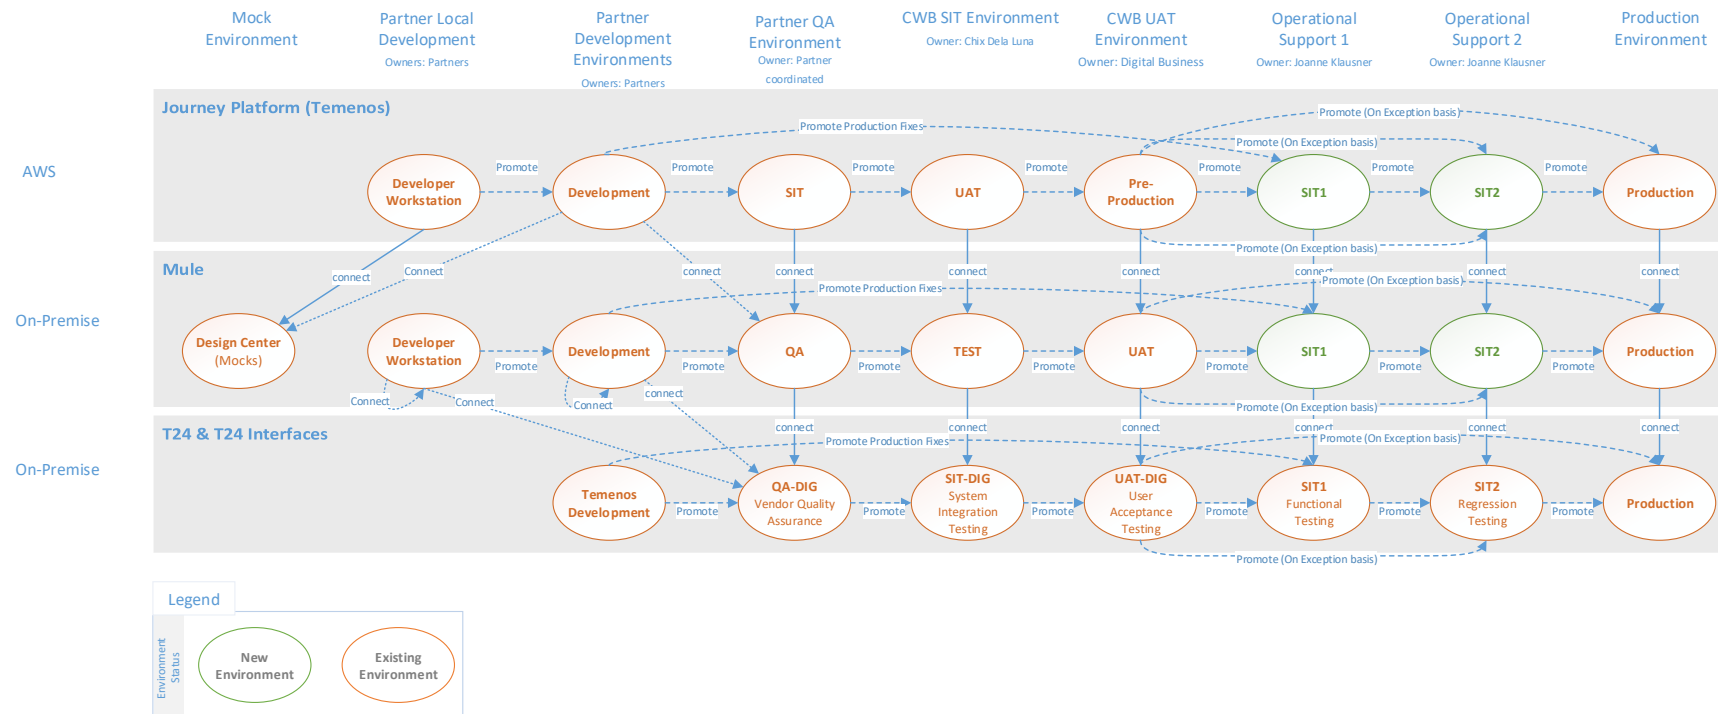 Mock
Environment
Partner Local
Development
Owners: Partners
Partner
Development
Environments
Owners: Partners
Partner QA
Environment
Owner: Partner
coordinated
CWB SIT Environment
Owner: Chix Dela Luna
CWB UAT
Environment
Owner: Digital Business
Operational
Support 1
Owner: Joanne Klausner
Operational
Support 2
Owner: Joanne Klausner
Production
Environment
AWS
Journey Platform (Temenos)
Promote Production Fixes
Promote (On Exception basis)
Promote (On Exception basis)
Promote
Promote
Promote
Promote
Promote
Promote
Promote
Developer
Workstation
Development
SIT
UAT
Pre-
Production
SIT1
SIT2
Production
Promote (On Exception basis)
connect
Connect
connect
connect
connect
connect
connect
connect
connect
On-Premise
Mule
Promote Production Fixes
Promote (On Exception basis)
Design Center
(Mocks)
Developer
Workstation
Development
QA
TEST
UAT
SIT1
SIT2
Production
Promote
Promote
Promote
Promote
Promote
Promote
Promote
Connect
Connect
Connect
connect
Promote (On Exception basis)
connect
connect
connect
connect
connect
connect
On-Premise
T24 & T24 Interfaces
Promote Production Fixes
Promote (On Exception basis)
Temenos
Development
QA-DIG
Vendor Quality
Assurance
SIT-DIG
System
Integration
Testing
UAT-DIG
User
Acceptance
Testing
SIT1
Functional
Testing
SIT2
Regression
Testing
Production
Promote
Promote
Promote
Promote
Promote
Promote
Promote (On Exception basis)
Legend
Environment
Status
New
Environment
Existing
Environment